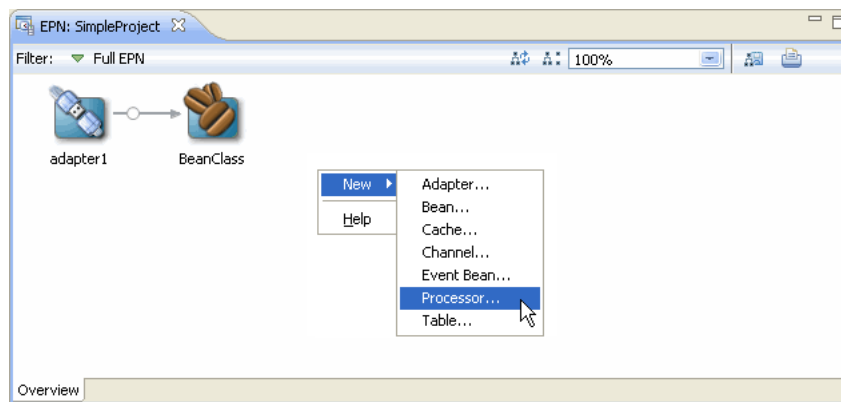 EPN: SimpleProject
Filter: Full EPN 100%
adapter1 BeanClass
New
Help
Adapter...
Bean...
Cache...
Channel...
Event Bean...
Processor...
Table...
Overview